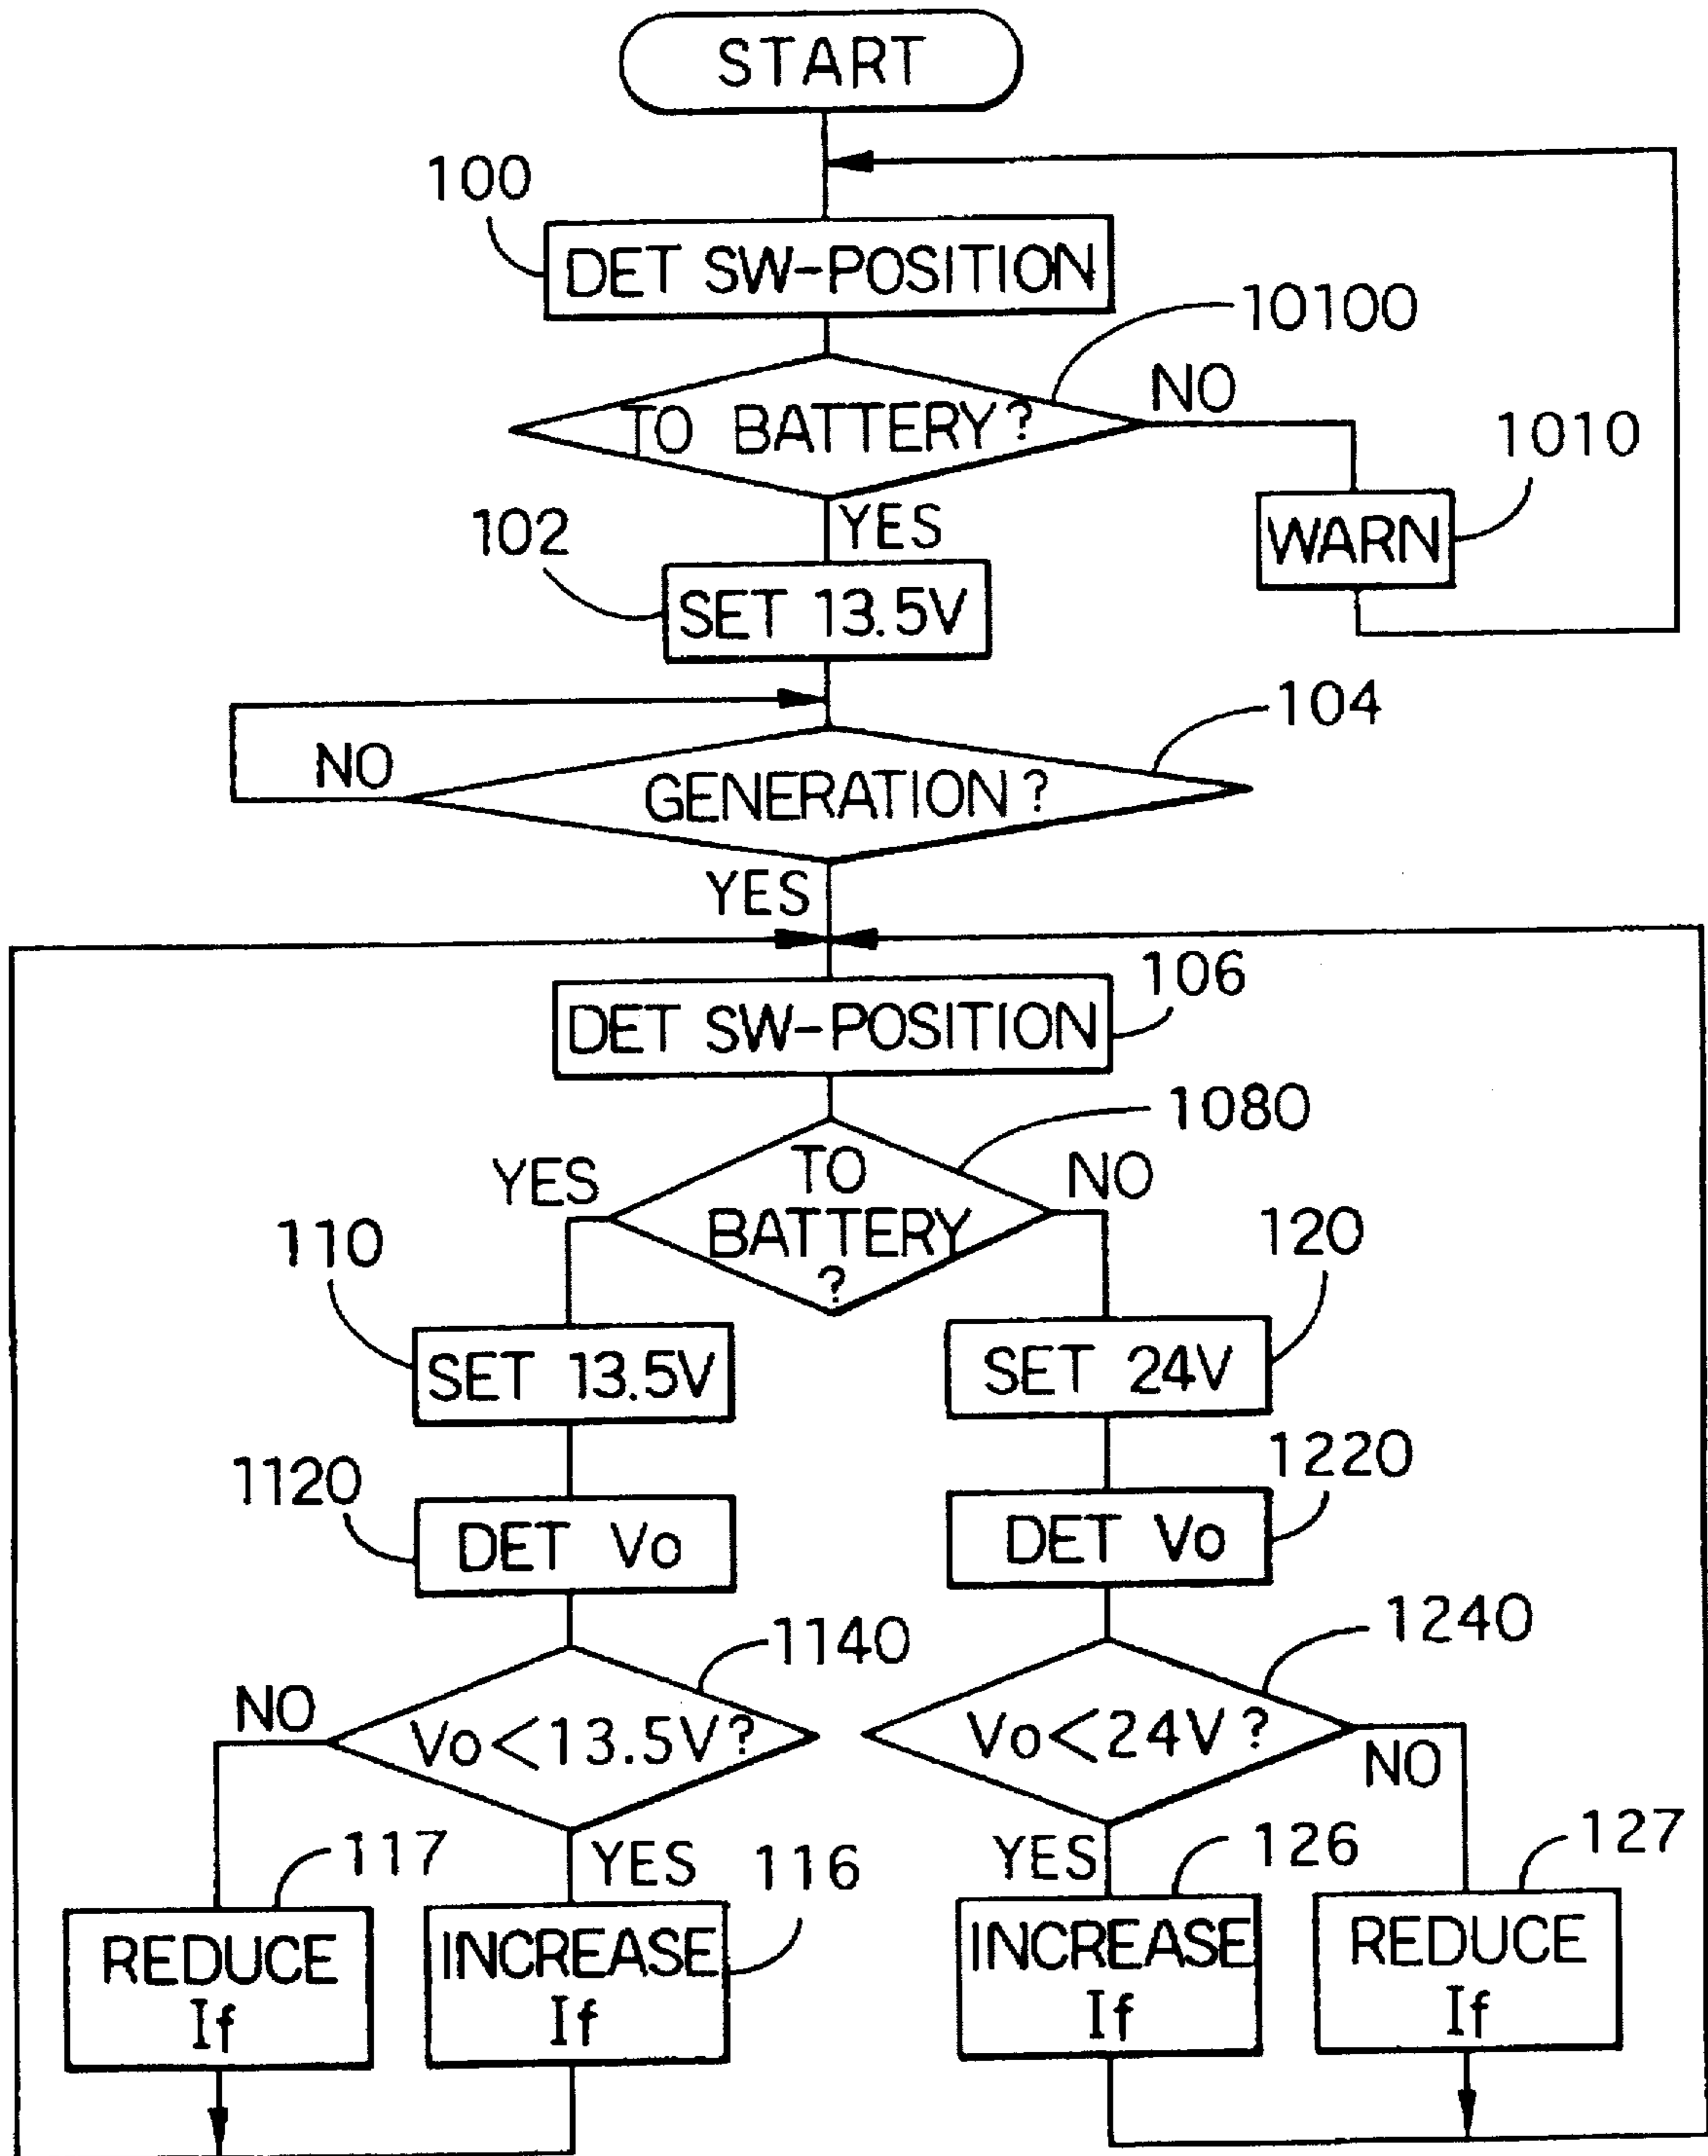 START
100
DET SW-POSITION
10100
TO BATTERY?
NO
1010
WARN
YES
102
SET 13.5V
104
NO
GENERATION?
YES
106
DET SW-POSITION
1080
YES
TO
BATTERY
?
NO
110
120
SET 13.5V
SET 24V
1120
1220
DET Vo
DET Vo
1140
1240
NO
Vo<13.5V?
Vo<24V?
NO
117
YES
116
YES
126
127
REDUCE
If
INCREASE
If
INCREASE
If
REDUCE
If